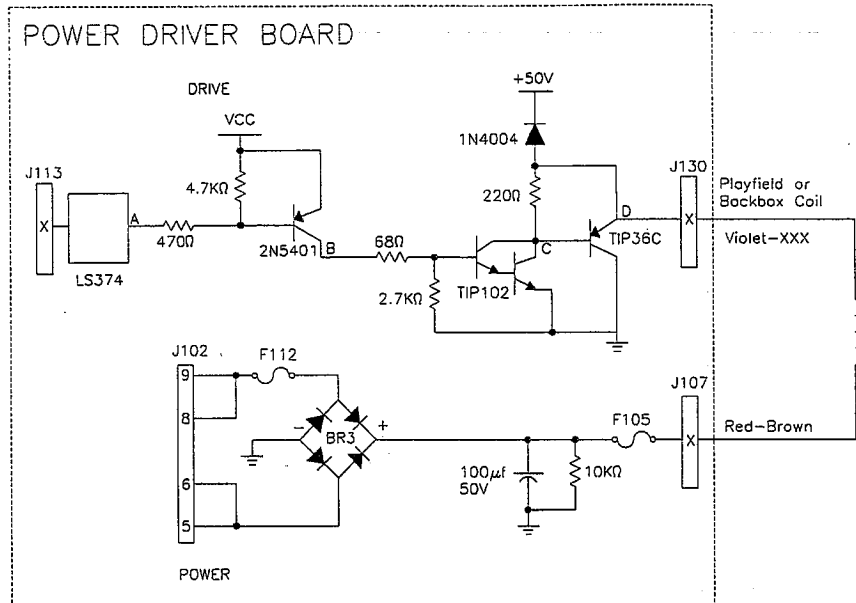 POWER DRIVER BOARD
DRIVE
VCC
+50V
1N4004
J113
4.7KΩ
J130
Playfield or
Backbox Coil
220Ω
X
A
D
X
470Ω
2N5401
B
68Ω
C
TIP36C
Violet-XXX
LS374
2.7KΩ
TIP102
J102
F112
9
J107
8
-
BR3
+
F105
Red-Brown
X
6
100µf
50V
10KΩ
5
POWER